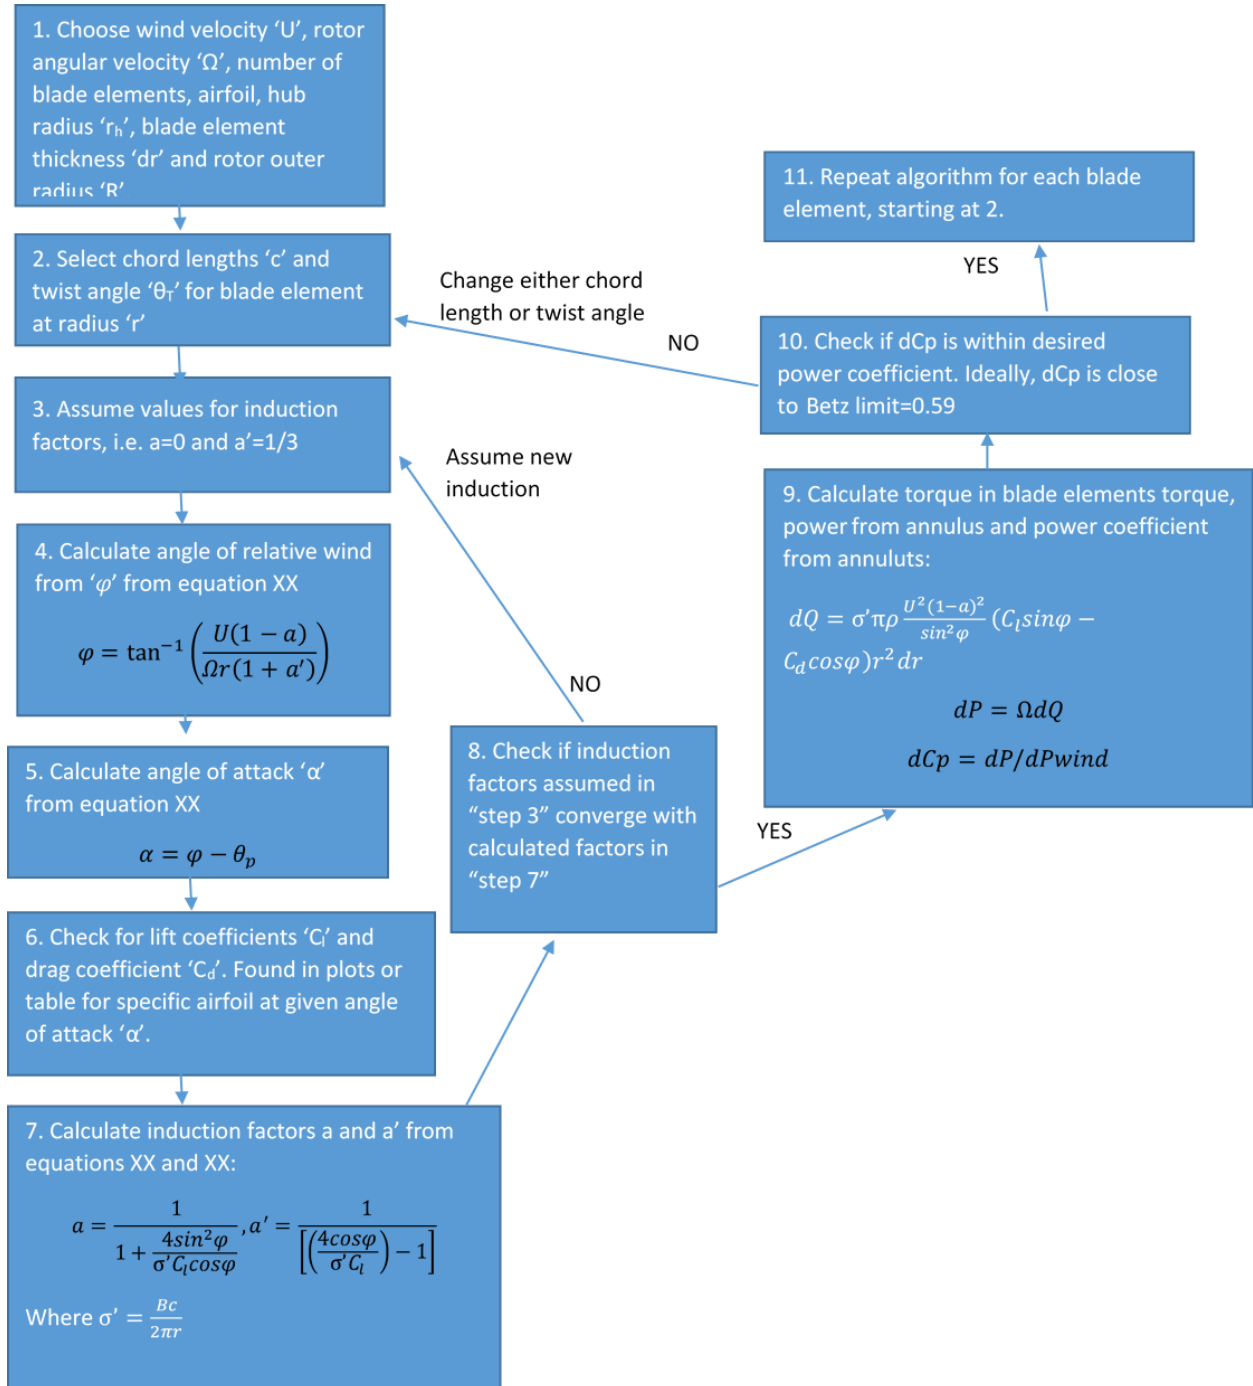 1. Choose wind velocity ‘U’, rotor
angular velocity ‘Ω’, number of
blade elements, airfoil, hub
radius ‘rₕ’, blade element
thickness ‘dr’ and rotor outer
radius ‘R’
2. Select chord lengths ‘c’ and
twist angle ‘θ_T’ for blade element
at radius ‘r’
3. Assume values for induction
factors, i.e. a=0 and a’=1/3
4. Calculate angle of relative wind
from ‘φ’ from equation XX
φ = tan⁻¹ (U(1 − a) / Ωr(1 + a′))
5. Calculate angle of attack ‘α’
from equation XX
α = φ − θₚ
6. Check for lift coefficients ‘Cₗ’ and
drag coefficient ‘C_d’. Found in plots or
table for specific airfoil at given angle
of attack ‘α’.
7. Calculate induction factors a and a’ from
equations XX and XX:
a = 1 / (1 + 4sin²φ / σ’Cₗcosφ), a′ = 1 / [(4cosφ / σ’Cₗ) − 1]
Where σ’ = Bc / 2πr
8. Check if induction
factors assumed in
“step 3” converge with
calculated factors in
“step 7”
NO
Assume new
induction
YES
9. Calculate torque in blade elements torque,
power from annulus and power coefficient
from annuluts:
dQ = σ’πρ U²(1−a)² / sin²φ (Cₗsinφ −
C_d cosφ)r²dr
dP = ΩdQ
dCp = dP/dPwind
10. Check if dCp is within desired
power coefficient. Ideally, dCp is close
to Betz limit=0.59
NO
Change either chord
length or twist angle
YES
11. Repeat algorithm for each blade
element, starting at 2.